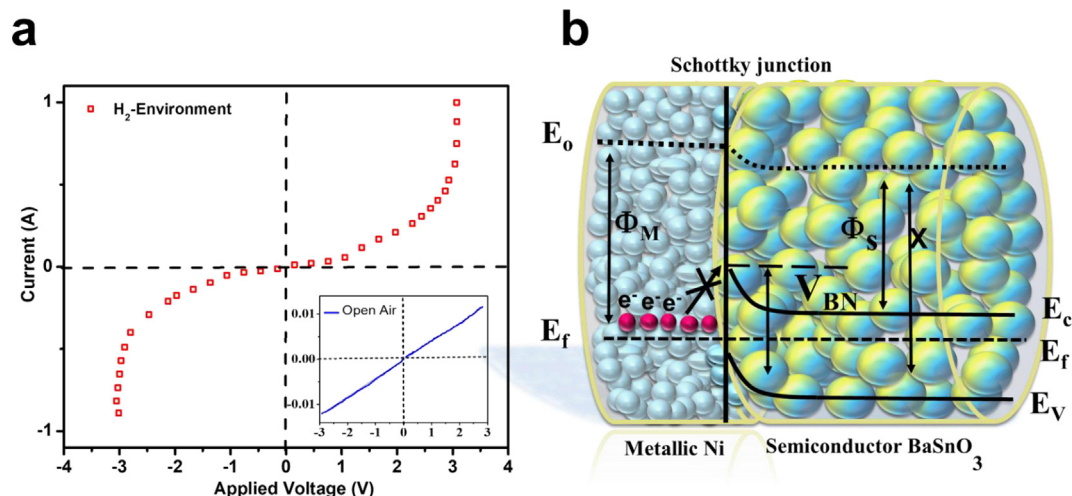 a
H2-Environment
1
0
-1
Current (A)
-4
-3
-2
-1
0
1
2
3
4
Applied Voltage (V)
Open Air
0.01
0.00
-0.01
-3
-2
-1
0
1
2
3
b
Schottky junction
Eo
ΦM
ΦS
X
VBN
e- e- e-
Ef
Ec
Ef
EV
Metallic Ni
Semiconductor BaSnO3